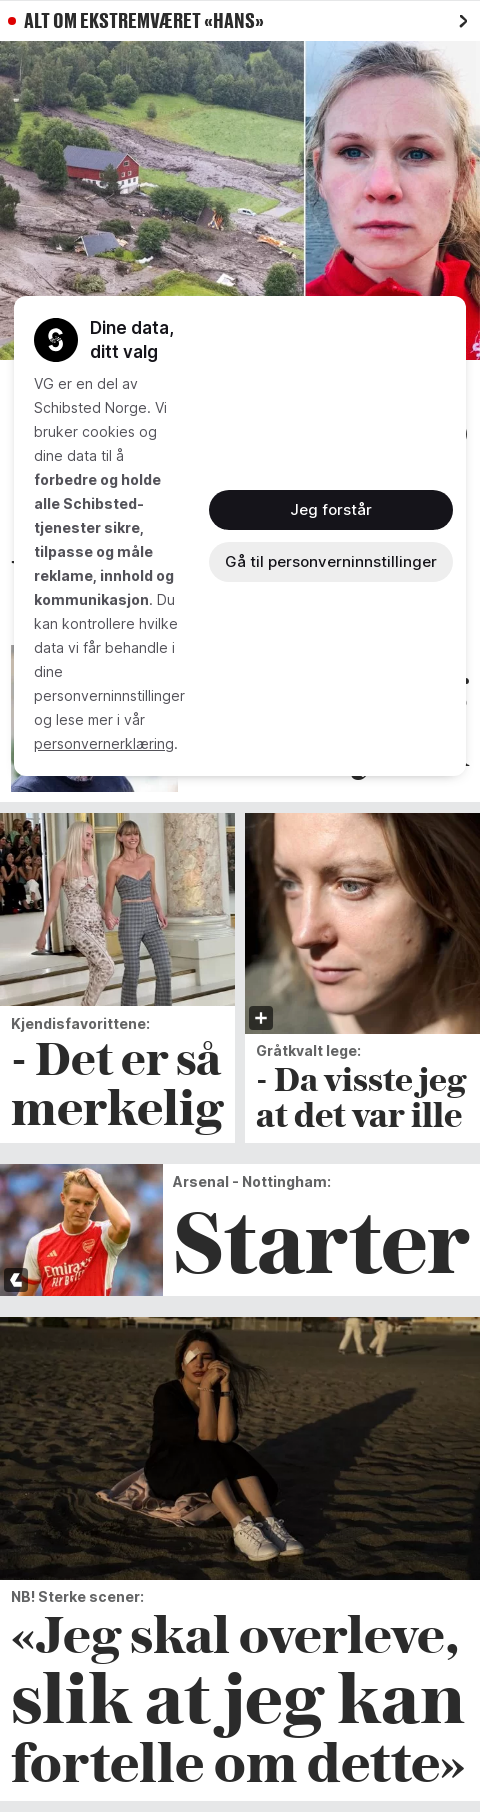 ALT OM EKSTREMVÆRET «HANS»
Dine data,
ditt valg
VG er en del av
Schibsted Norge. Vi
bruker cookies og
dine data til å
forbedre og holde
alle Schibsted-
tjenester sikre,
tilpasse og måle
reklame, innhold og
kommunikasjon. Du
kan kontrollere hvilke
data vi får behandle i
dine
personverninnstillinger
og lese mer i vår
personvernerklæring.
Jeg forstår
Gå til personverninnstillinger
Kjendisfavorittene:
- Det er så
merkelig
Gråtkvalt lege:
- Da visste jeg
at det var ille
Arsenal - Nottingham:
Starter
NB! Sterke scener:
«Jeg skal overleve,
slik at jeg kan
fortelle om dette»